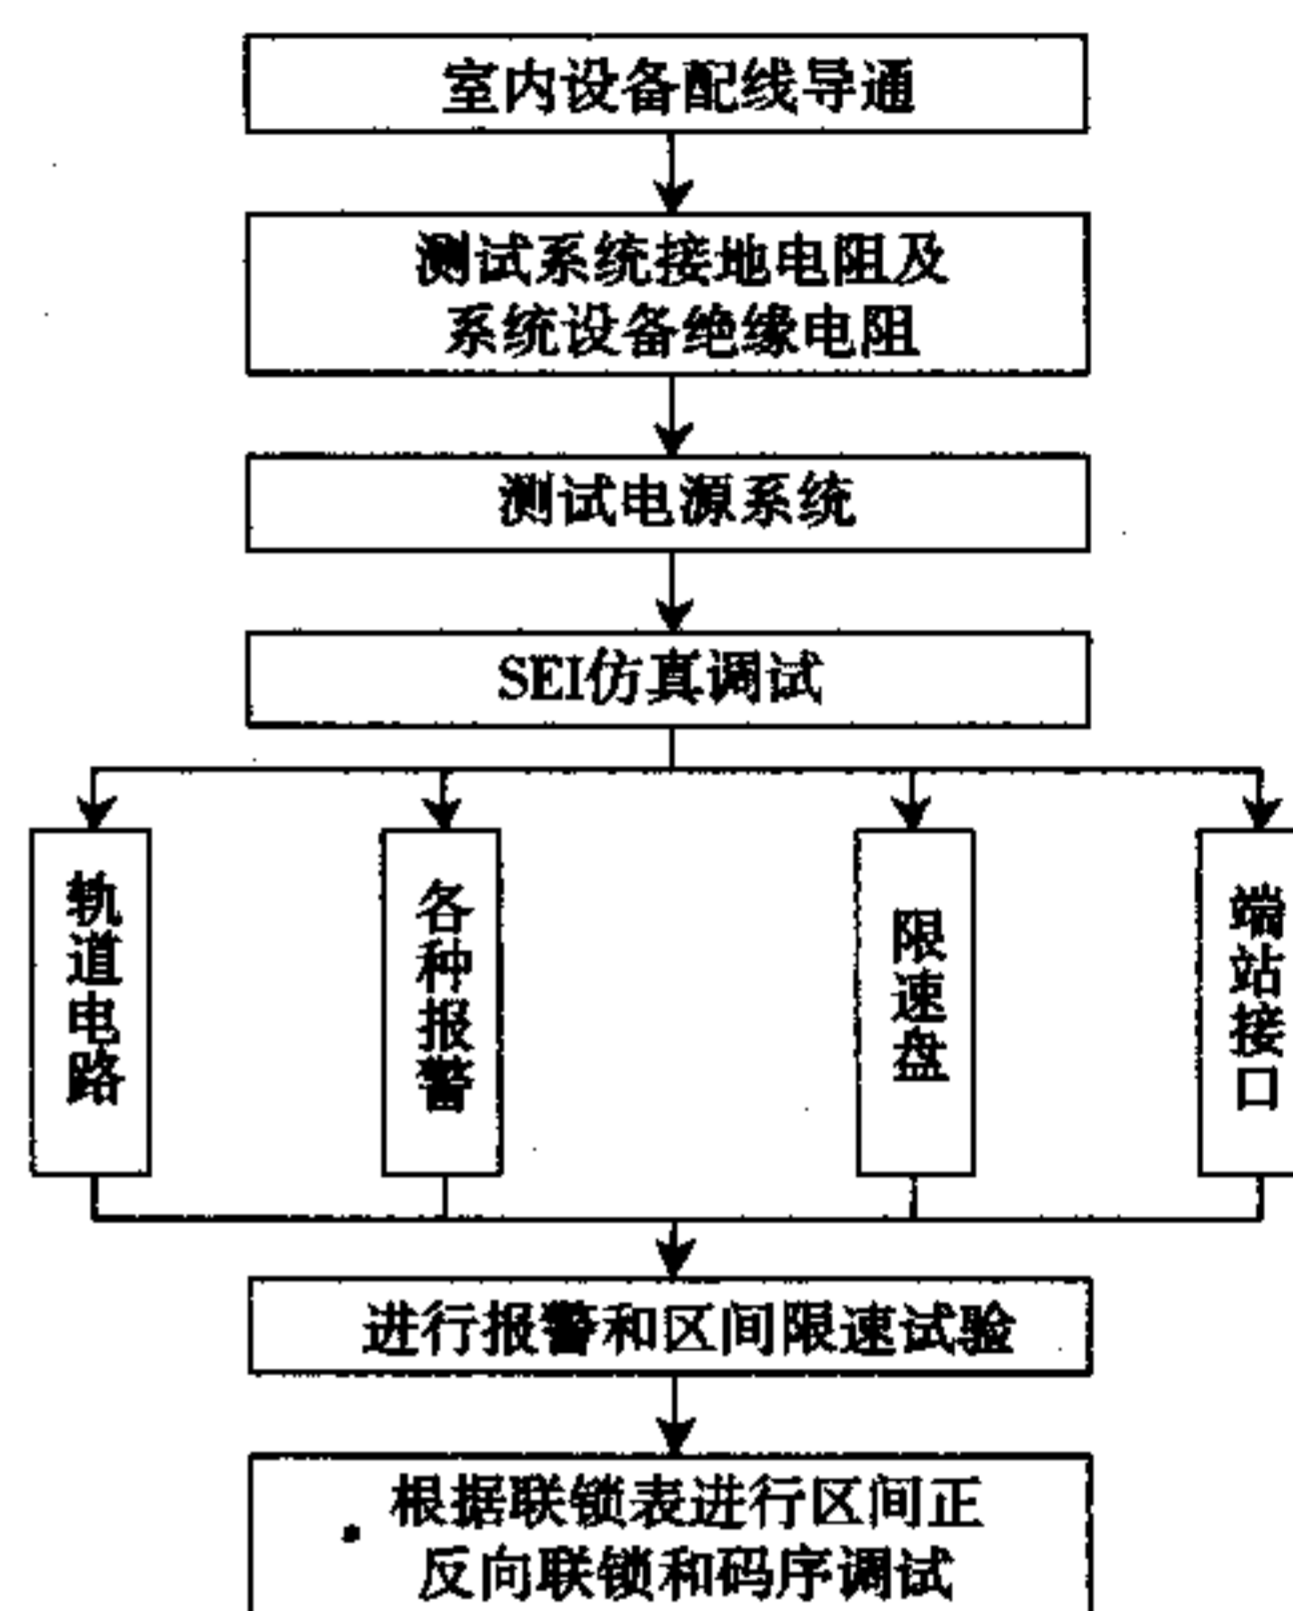 室内设备配线导通
测试系统接地电阻及
系统设备绝缘电阻
测试电源系统
SEI仿真调试
轨道电路
各种报警
限速盘
端站接口
进行报警和区间限速试验
根据联锁表进行区间正
反向联锁和码序调试